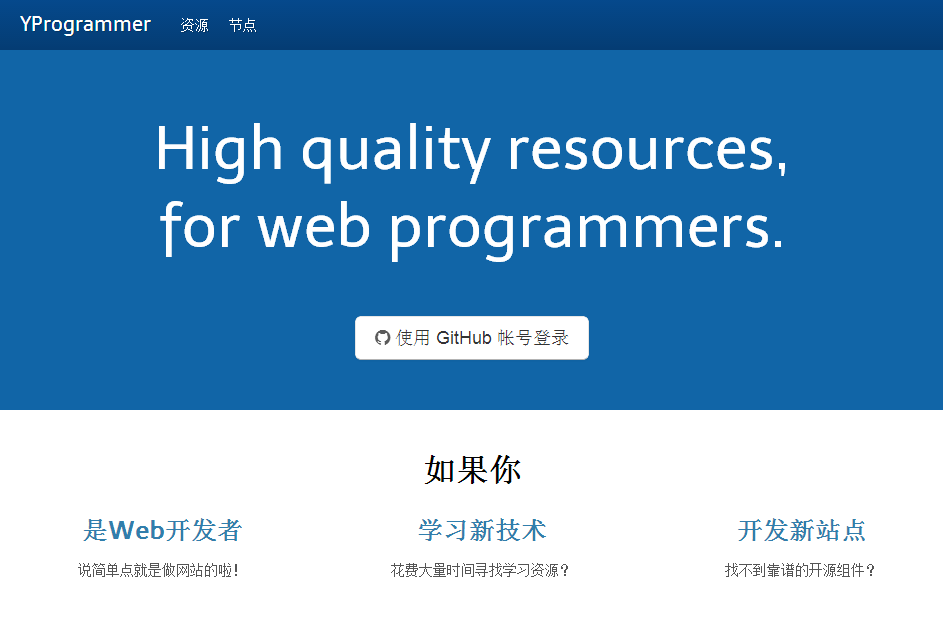 YProgrammer 资源 节点
High quality resources,
for web programmers.
使用 GitHub 帐号登录
如果你
是Web开发者 学习新技术 开发新站点
说简单点就是做网站的啦！ 花费大量时间寻找学习资源？ 找不到靠谱的开源组件？